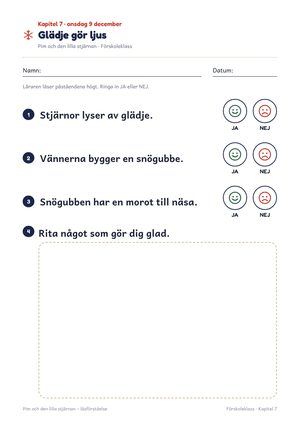 Kapitel 7 · onsdag 9 december
Glädje gör ljus
Pim och den lilla stjärnan · Förskoleklass
Namn:
Datum:
Läraren läser påståendena högt. Ringa in JA eller NEJ.
1 Stjärnor lyser av glädje.
JA NEJ
2 Vännerna bygger en snögubbe.
JA NEJ
3 Snögubben har en morot till näsa.
JA NEJ
4 Rita något som gör dig glad.
Pim och den lilla stjärnan – läsförståelse
Förskoleklass · Kapitel 7